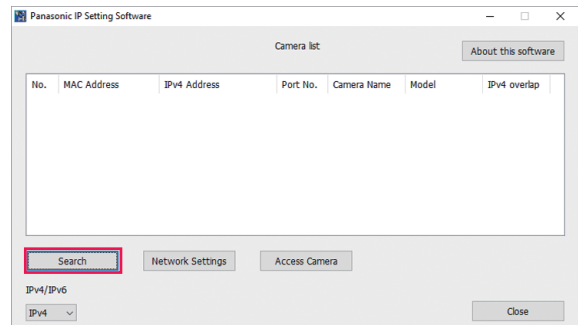 Panasonic IP Setting Software
Camera list
About this software
No. MAC Address IPv4 Address Port No. Camera Name Model IPv4 overlap
Search Network Settings Access Camera
IPv4/IPv6
IPv4 Close